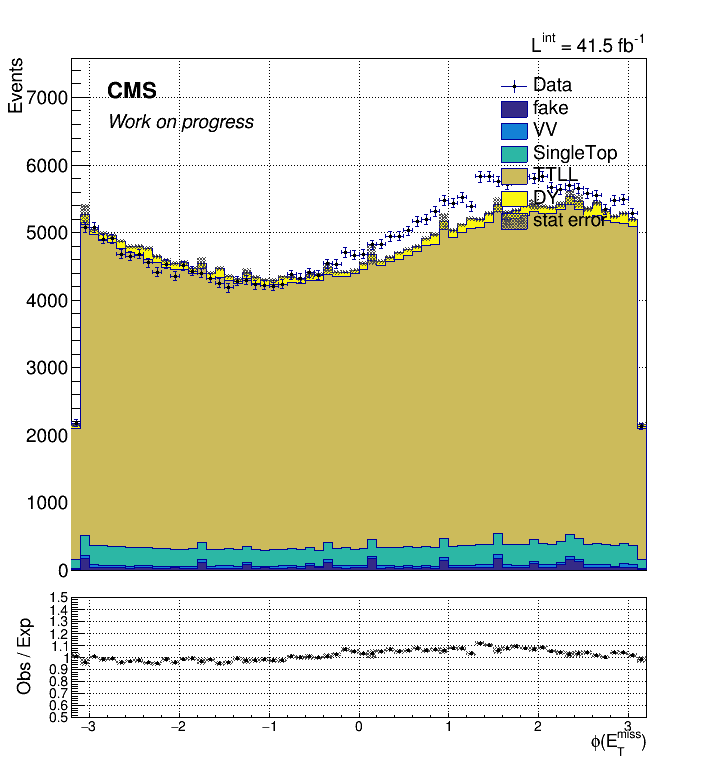 L^int = 41.5 fb^-1
Events
CMS
Work on progress
Data
fake
VV
SingleTop
TTLL
DY
stat error
7000
6000
5000
4000
3000
2000
1000
0
Obs / Exp
1.5
1.4
1.3
1.2
1.1
1
0.9
0.8
0.7
0.6
0.5
−3 −2 −1 0 1 2 3
ϕ(E_T^miss)